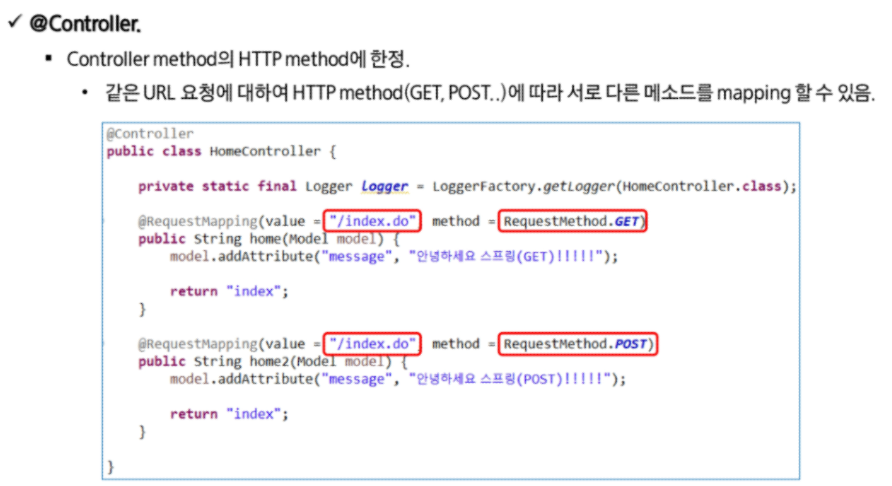 ✓ @Controller.
▪ Controller method의 HTTP method에 한정.
• 같은 URL 요청에 대하여 HTTP method(GET, POST..)에 따라 서로 다른 메소드를 mapping 할 수 있음.
@Controller
public class HomeController {
private static final Logger logger = LoggerFactory.getLogger(HomeController.class);
@RequestMapping(value = "/index.do", method = RequestMethod.GET)
public String home(Model model) {
model.addAttribute("message", "안녕하세요 스프링(GET)!!!!!");
return "index";
}
@RequestMapping(value = "/index.do", method = RequestMethod.POST)
public String home2(Model model) {
model.addAttribute("message", "안녕하세요 스프링(POST)!!!!!");
return "index";
}
}